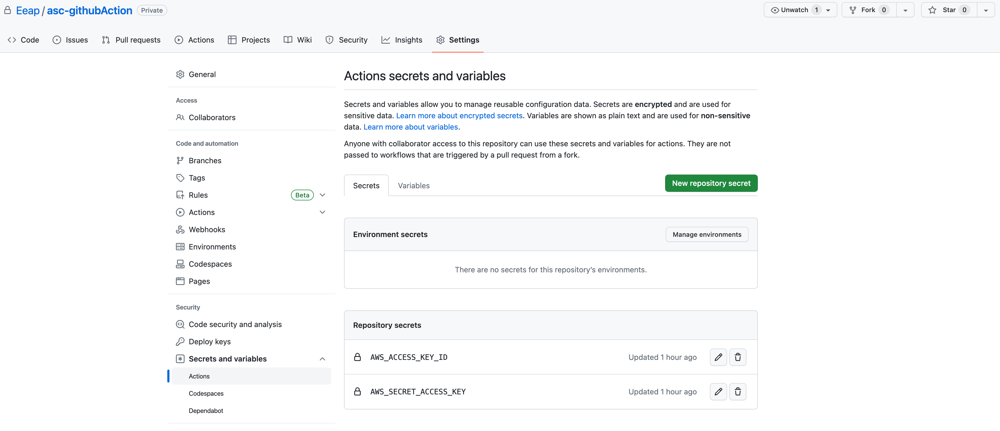 Eeap / asc-githubAction Private
Unwatch 1
Fork 0
Star 0
Code
Issues
Pull requests
Actions
Projects
Wiki
Security
Insights
Settings
General
Access
Collaborators
Code and automation
Branches
Tags
Rules Beta
Actions
Webhooks
Environments
Codespaces
Pages
Security
Code security and analysis
Deploy keys
Secrets and variables
Actions
Codespaces
Dependabot
Actions secrets and variables
Secrets and variables allow you to manage reusable configuration data. Secrets are encrypted and are used for
sensitive data. Learn more about encrypted secrets. Variables are shown as plain text and are used for non-sensitive
data. Learn more about variables.
Anyone with collaborator access to this repository can use these secrets and variables for actions. They are not
passed to workflows that are triggered by a pull request from a fork.
Secrets
Variables
New repository secret
Environment secrets
Manage environments
There are no secrets for this repository’s environments.
Repository secrets
AWS_ACCESS_KEY_ID Updated 1 hour ago
AWS_SECRET_ACCESS_KEY Updated 1 hour ago